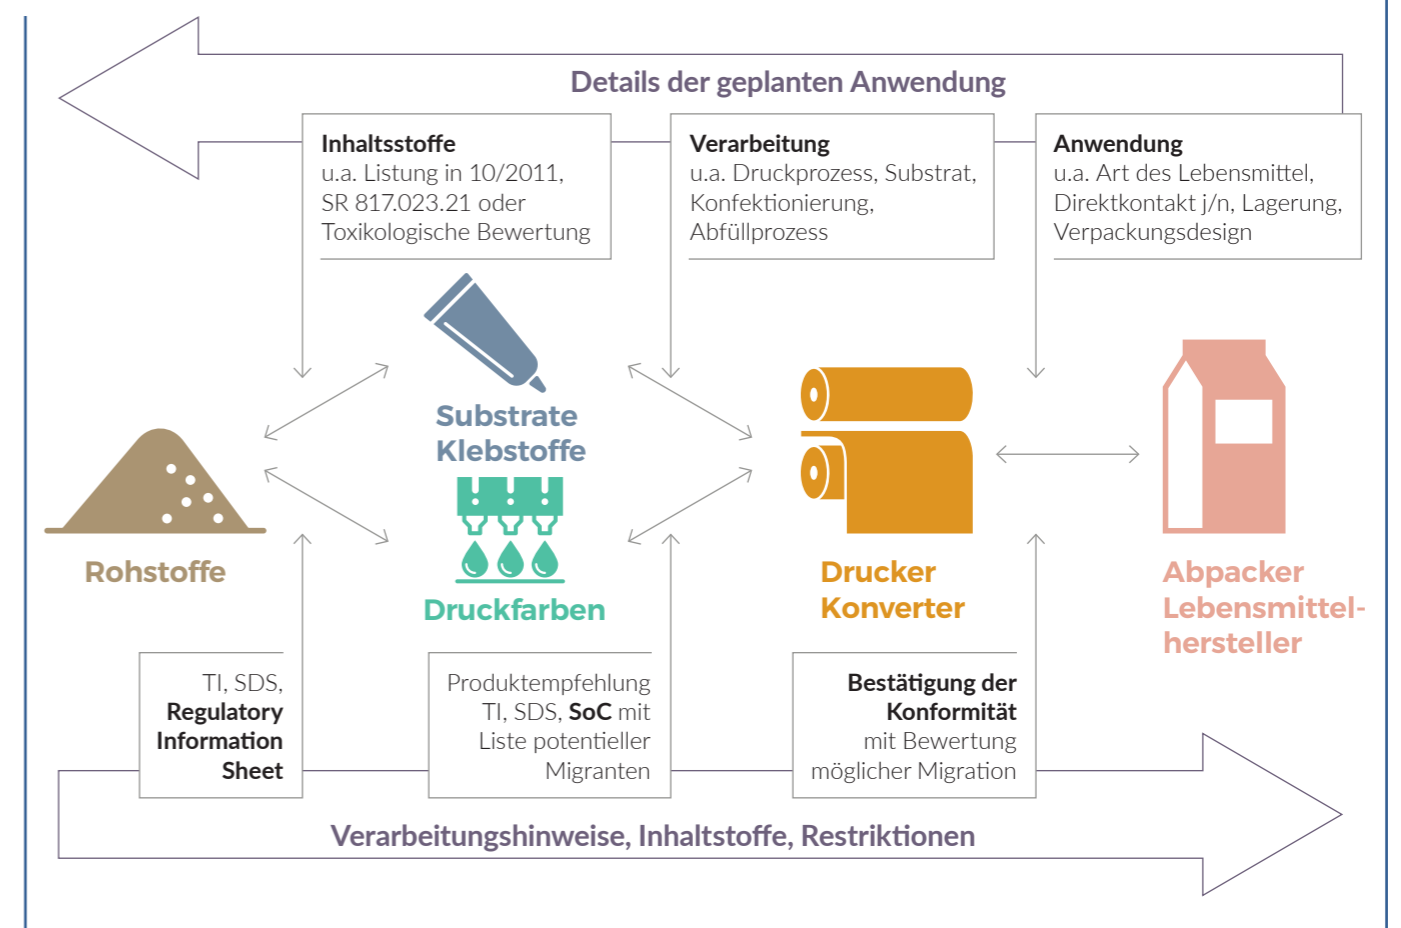 Details der geplanten Anwendung
Inhaltsstoffe
u.a. Listung in 10/2011,
SR 817.023.21 oder
Toxikologische Bewertung
Verarbeitung
u.a. Druckprozess, Substrat,
Konfektionierung,
Abfüllprozess
Anwendung
u.a. Art des Lebensmittel,
Direktkontakt j/n, Lagerung,
Verpackungsdesign
Substrate
Klebstoffe
Rohstoffe
Druckfarben
Drucker
Konverter
Abpacker
Lebensmittel-
hersteller
TI, SDS,
Regulatory
Information
Sheet
Produktempfehlung
TI, SDS, SoC mit
Liste potentieller
Migranten
Bestätigung der
Konformität
mit Bewertung
möglicher Migration
Verarbeitungshinweise, Inhaltstoffe, Restriktionen